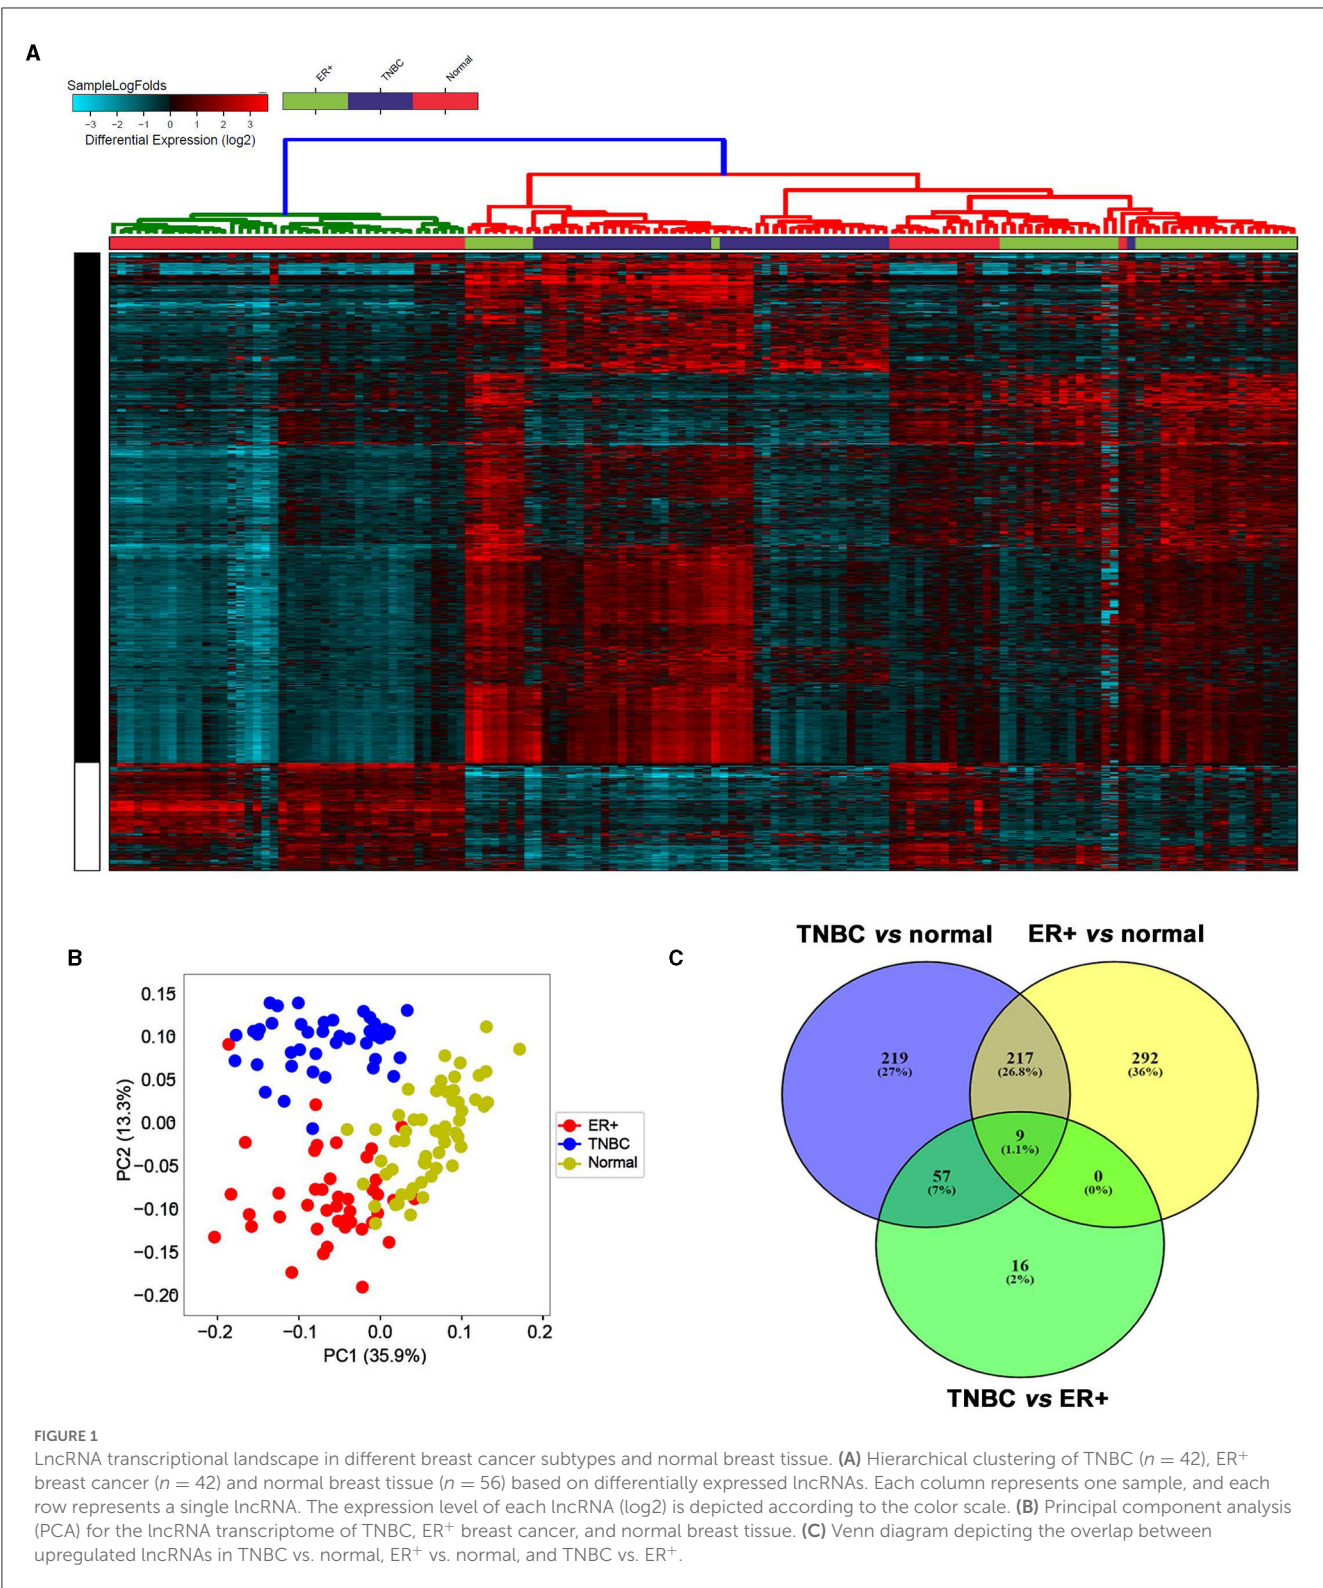 A
SampleLogFolds
ER+
TNBC
Normal
−3 −2 −1 0 1 2 3
Differential Expression (log2)
B
0.15
0.10
0.05
0.00
−0.05
−0.10
−0.15
−0.20
PC2 (13.3%)
−0.2 −0.1 0.0 0.1 0.2
PC1 (35.9%)
ER+
TNBC
Normal
C
TNBC vs normal
ER+ vs normal
219
(27%)
217
(26.8%)
292
(36%)
9
(1.1%)
57
(7%)
0
(0%)
16
(2%)
TNBC vs ER+
FIGURE 1
LncRNA transcriptional landscape in different breast cancer subtypes and normal breast tissue. (A) Hierarchical clustering of TNBC (n = 42), ER⁺
breast cancer (n = 42) and normal breast tissue (n = 56) based on differentially expressed lncRNAs. Each column represents one sample, and each
row represents a single lncRNA. The expression level of each lncRNA (log2) is depicted according to the color scale. (B) Principal component analysis
(PCA) for the lncRNA transcriptome of TNBC, ER⁺ breast cancer, and normal breast tissue. (C) Venn diagram depicting the overlap between
upregulated lncRNAs in TNBC vs. normal, ER⁺ vs. normal, and TNBC vs. ER⁺.